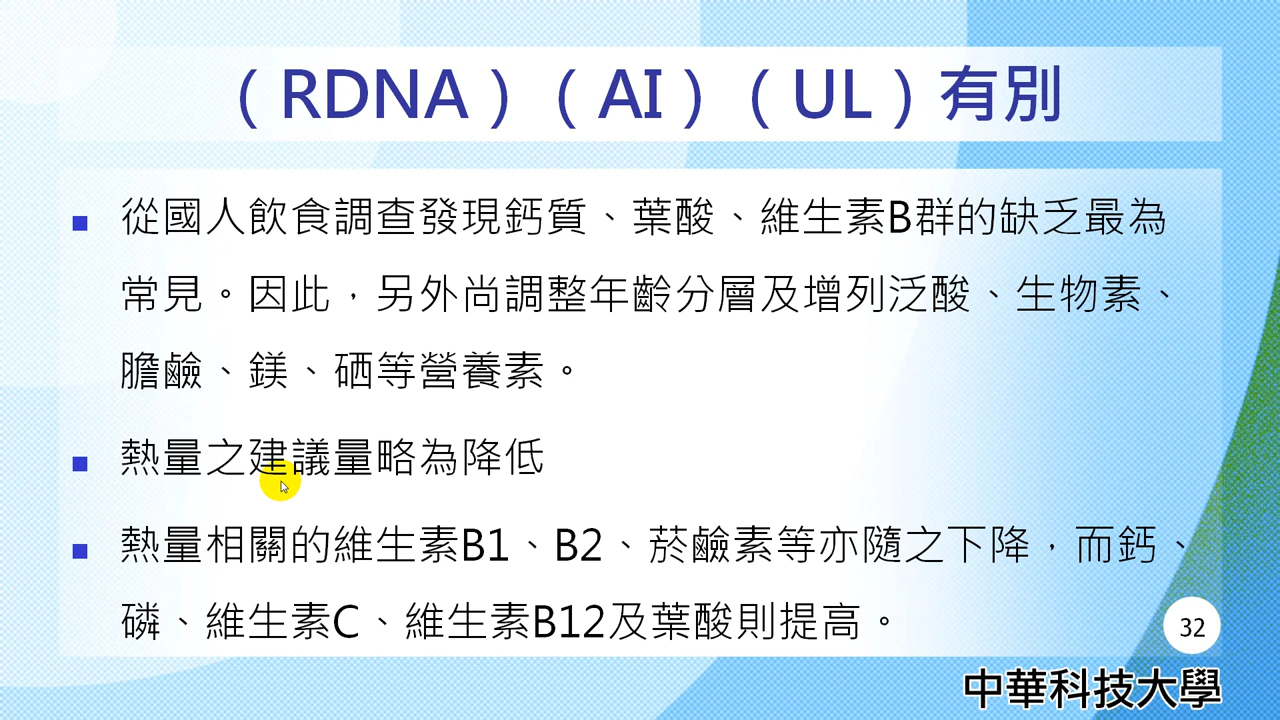 （RDNA）（AI）（UL）有別
從國人飲食調查發現鈣質、葉酸、維生素B群的缺乏最為
常見。因此，另外尚調整年齡分層及增列泛酸、生物素、
膽鹼、鎂、硒等營養素。
熱量之建議量略為降低
熱量相關的維生素B1、B2、菸鹼素等亦隨之下降，而鈣、
磷、維生素C、維生素B12及葉酸則提高。
32
中華科技大學